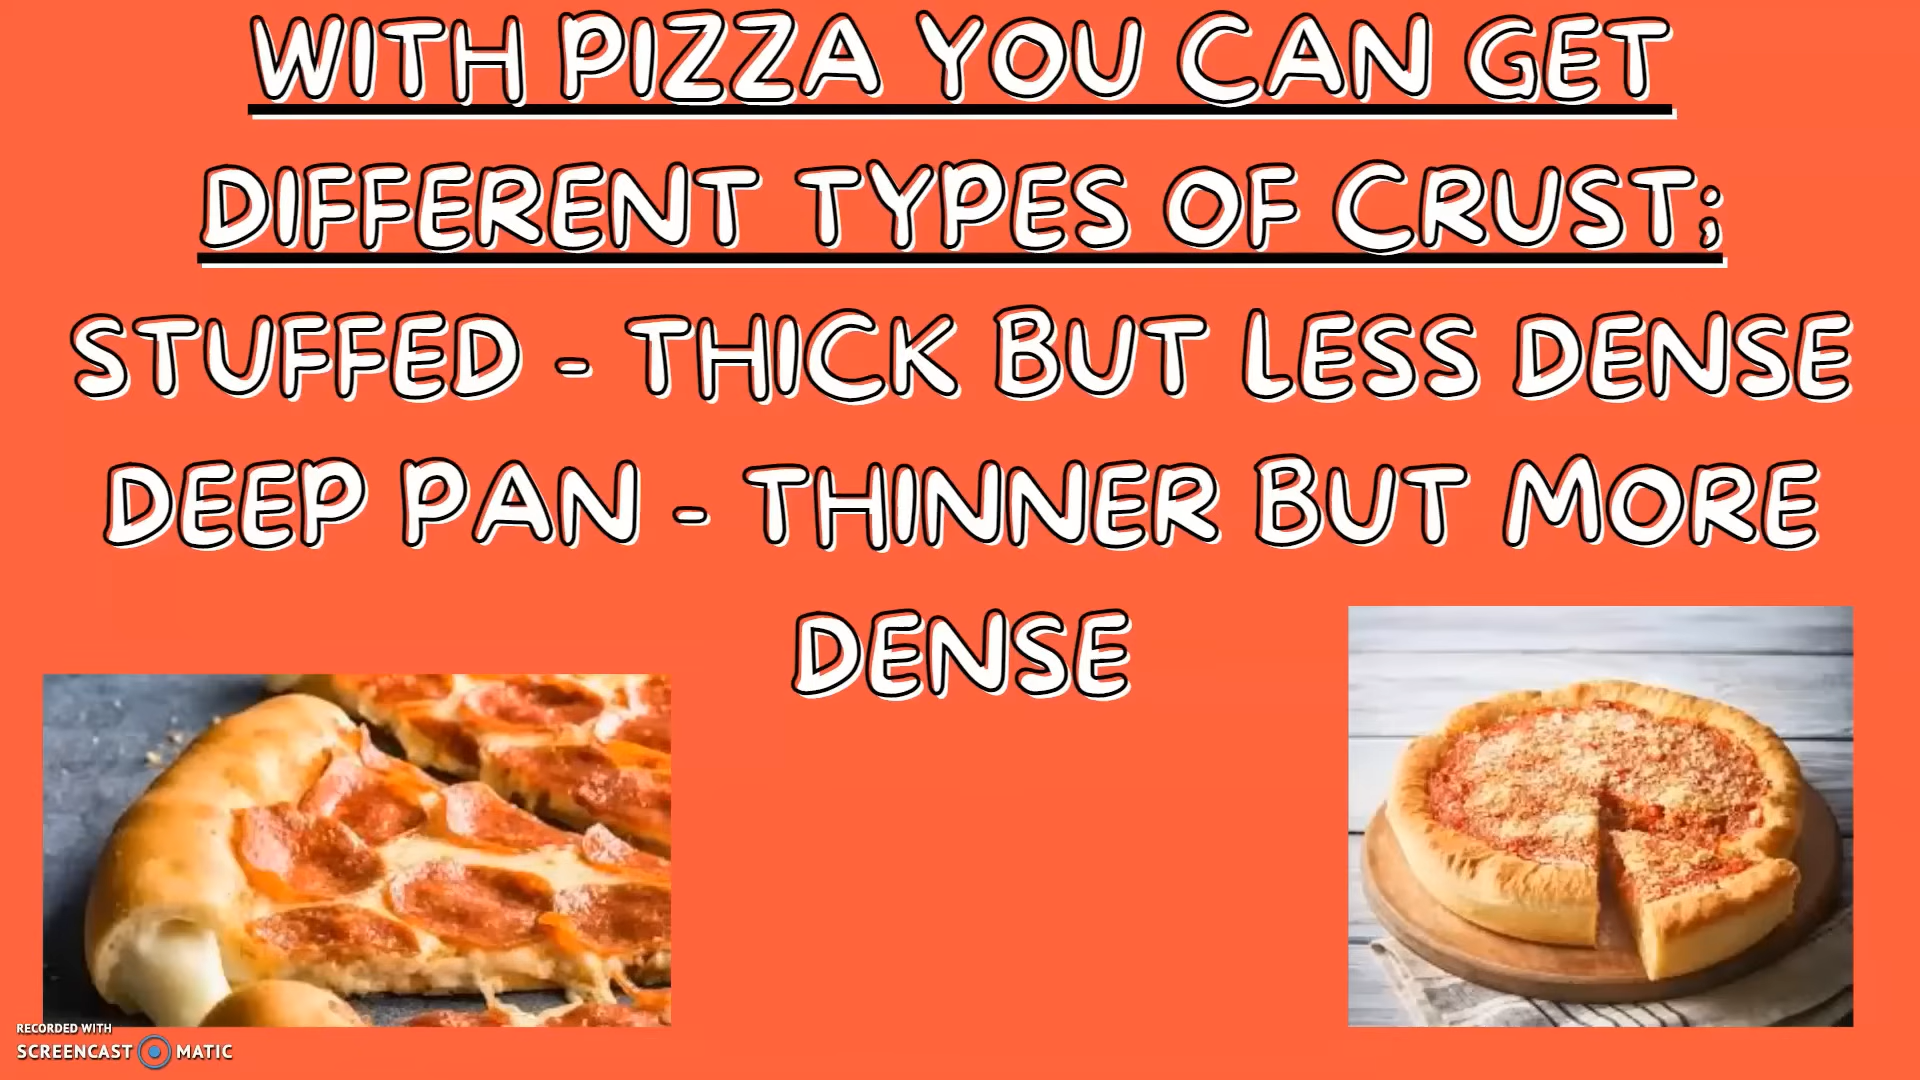 WITH PIZZA YOU CAN GET
DIFFERENT TYPES OF CRUST;
STUFFED - THICK BUT LESS DENSE
DEEP PAN - THINNER BUT MORE
DENSE
RECORDED WITH
SCREENCAST MATIC